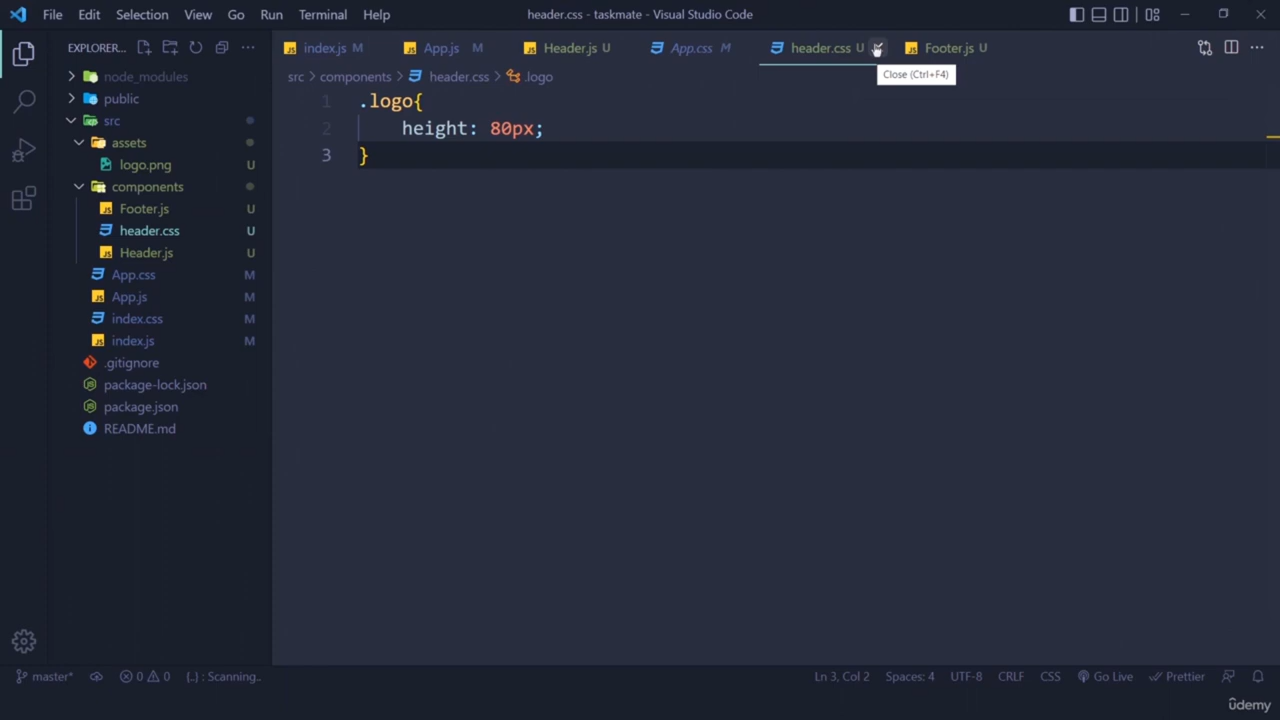 File Edit Selection View Go Run Terminal Help
header.css - taskmate - Visual Studio Code
EXPLORER...
index.js M
App.js M
Header.js U
App.css M
header.css U
Footer.js U
Close (Ctrl+F4)
src > components > header.css > .logo
node_modules
public
src
assets
logo.png U
components
Footer.js U
header.css U
Header.js U
App.css M
App.js M
index.css M
index.js M
.gitignore
package-lock.json
package.json
README.md
1 .logo{
2 height: 80px;
3 }
master* 0 0 {..} : Scanning.. Ln 3, Col 2 Spaces: 4 UTF-8 CRLF CSS Go Live Prettier
udemy